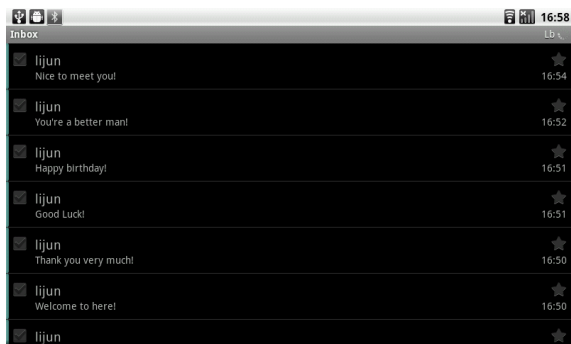 16:58
Inbox
Lb
lijun
Nice to meet you!
16:54
lijun
You're a better man!
16:52
lijun
Happy birthday!
16:51
lijun
Good Luck!
16:51
lijun
Thank you very much!
16:50
lijun
Welcome to here!
16:50
lijun